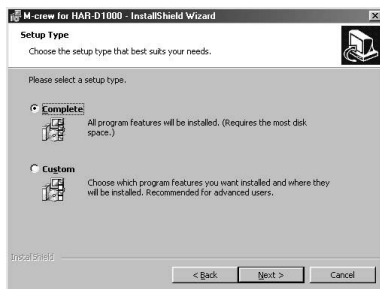 M-crew for HAR-D1000 - InstallShield Wizard
Setup Type
Choose the setup type that best suits your needs.
Please select a setup type.
Complete
All program features will be installed. (Requires the most disk
space.)
Custom
Choose which program features you want installed and where they
will be installed. Recommended for advanced users.
InstallShield
< Back Next > Cancel